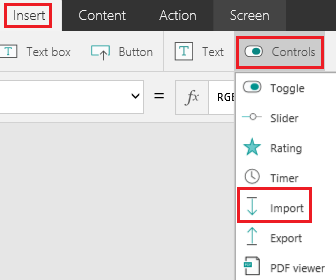 Insert Content Action Screen
Text box Button Text Controls
= fx RGE
Toggle
Slider
Rating
Timer
Import
Export
PDF viewer